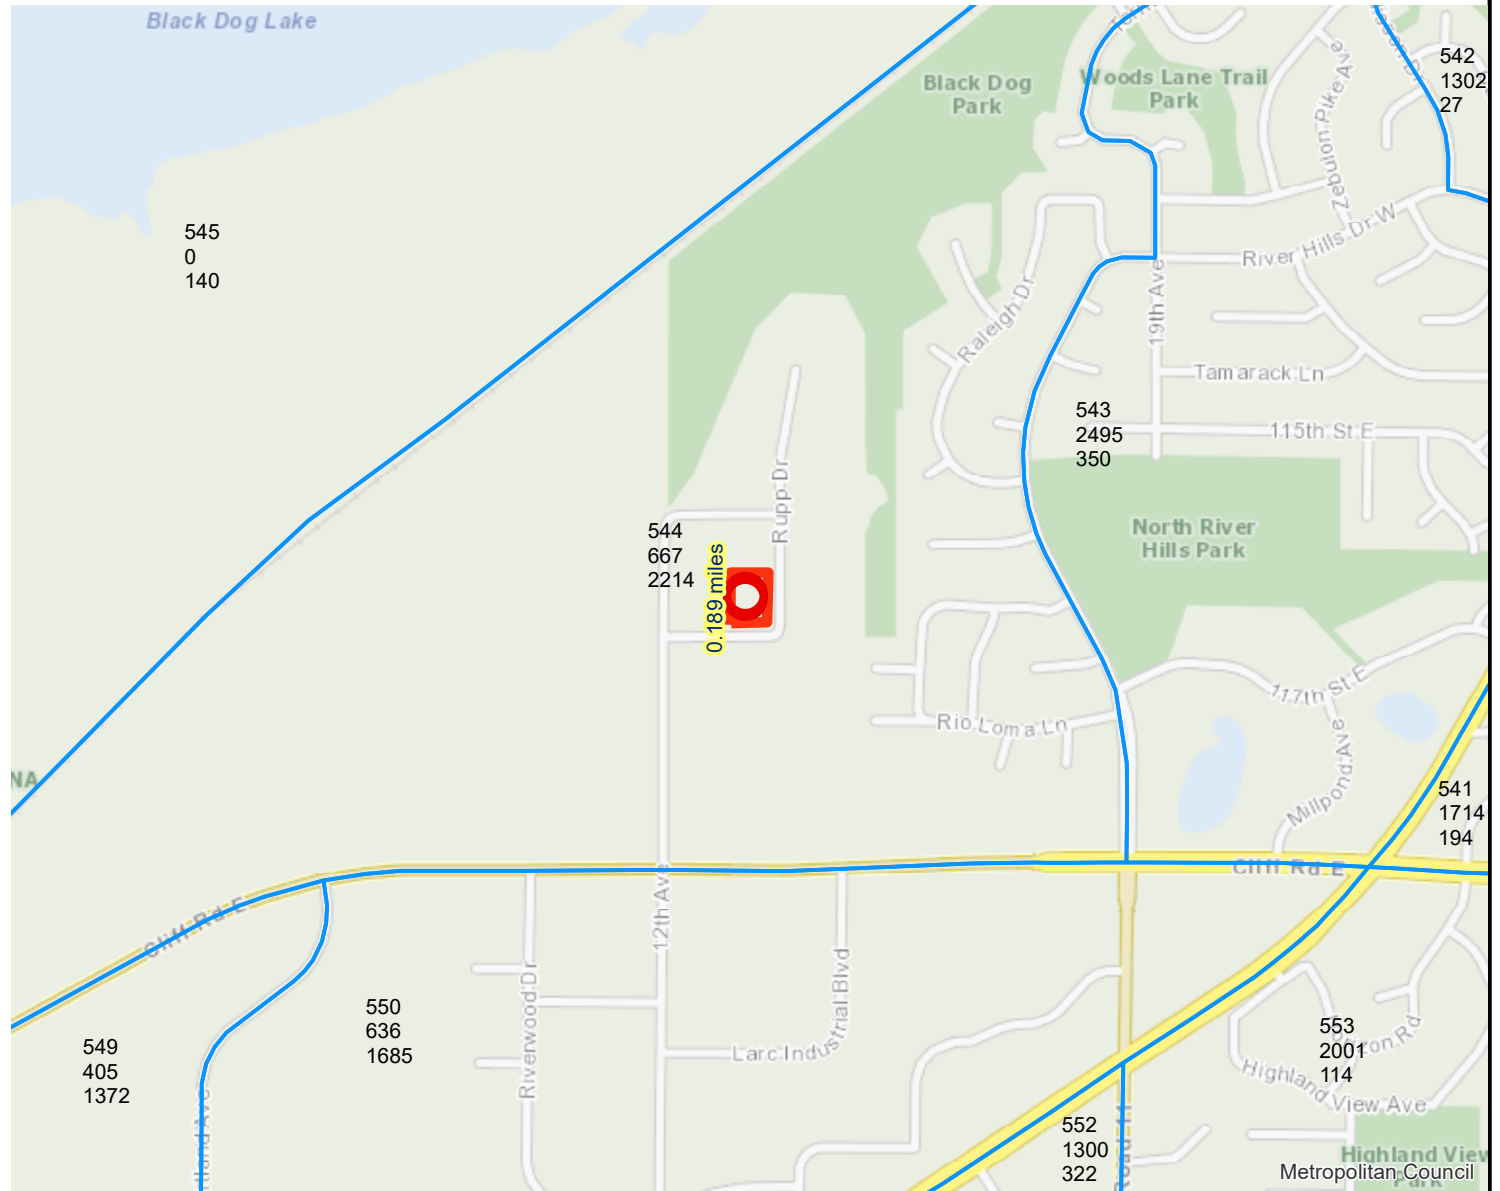 Black Dog Lake
Black Dog
Park
Woods Lane Trail
Park
Zebulon Pike Ave
542
1302
27
545
0
140
River Hills Dr W
Raleigh Dr
19th Ave
Tamarack Ln
543
2495
350
115th St E
Rupp Dr
544
667
2214
0.189 miles
North River
Hills Park
117th St E
Rio Loma Ln
Millpond Ave
NA
541
1714
194
Cliff Rd E
Cliff Rd E
12th Ave
Riverwood Dr
Larc Industrial Blvd
550
636
1685
549
405
1372
553
2001
114
Highland View Ave
552
1300
322
Highland View
Park
Metropolitan Council